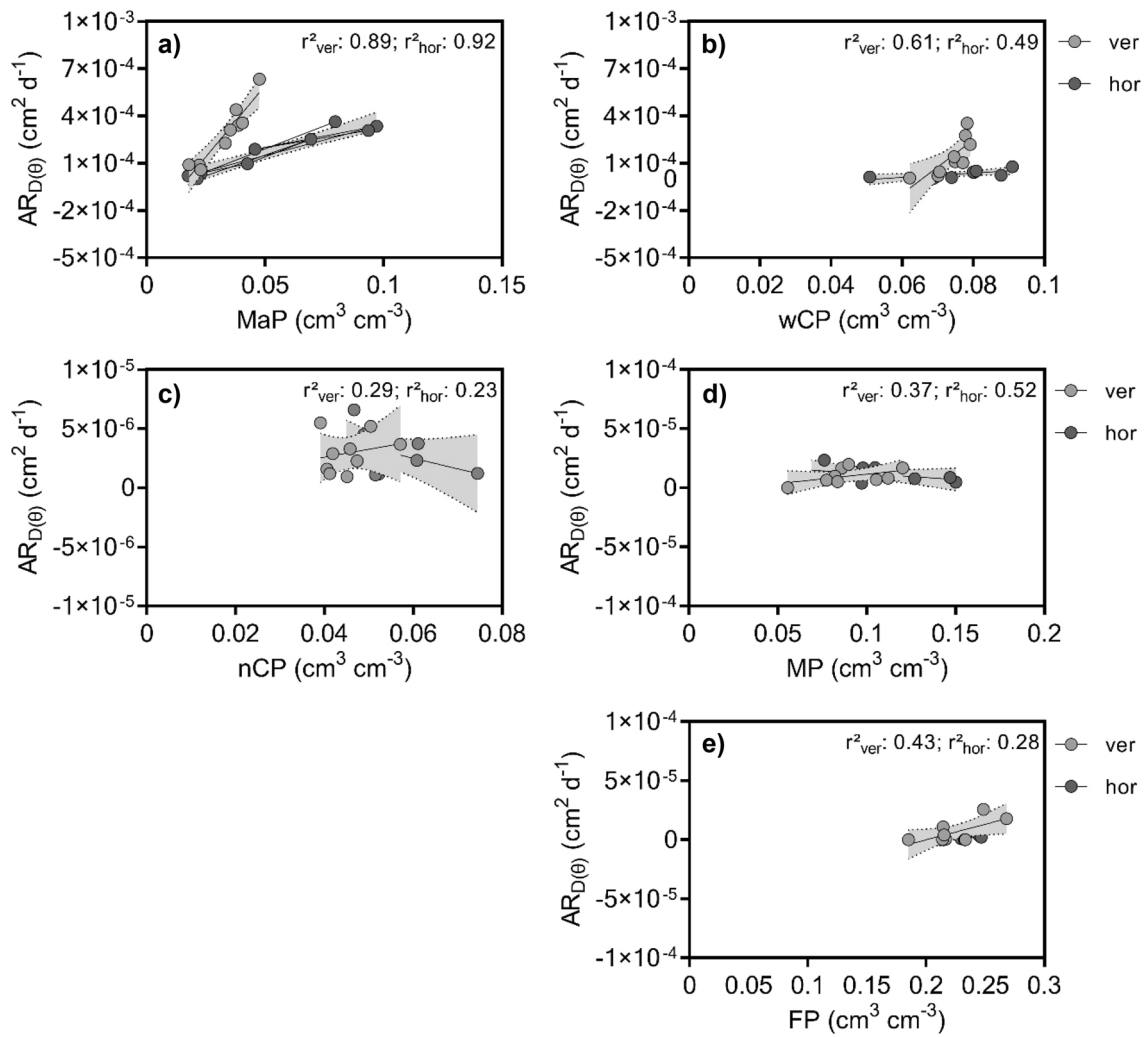 a) r²ver: 0.89; r²hor: 0.92
1×10⁻³
7×10⁻⁴
4×10⁻⁴
1×10⁻⁴
-2×10⁻⁴
-5×10⁻⁴
AR_D(θ) (cm² d⁻¹)
0 0.05 0.1 0.15
MaP (cm³ cm⁻³)
b) r²ver: 0.61; r²hor: 0.49
1×10⁻³
7×10⁻⁴
4×10⁻⁴
1×10⁻⁴
0
-2×10⁻⁴
-5×10⁻⁴
AR_D(θ) (cm² d⁻¹)
0 0.02 0.04 0.06 0.08 0.1
wCP (cm³ cm⁻³)
ver
hor
c) r²ver: 0.29; r²hor: 0.23
1×10⁻⁵
5×10⁻⁶
0
-5×10⁻⁶
-1×10⁻⁵
AR_D(θ) (cm² d⁻¹)
0 0.02 0.04 0.06 0.08
nCP (cm³ cm⁻³)
d) r²ver: 0.37; r²hor: 0.52
1×10⁻⁴
5×10⁻⁵
0
-5×10⁻⁵
-1×10⁻⁴
AR_D(θ) (cm² d⁻¹)
0 0.05 0.1 0.15 0.2
MP (cm³ cm⁻³)
ver
hor
e) r²ver: 0.43; r²hor: 0.28
1×10⁻⁴
5×10⁻⁵
0
-5×10⁻⁵
-1×10⁻⁴
AR_D(θ) (cm² d⁻¹)
0 0.05 0.1 0.15 0.2 0.3
FP (cm³ cm⁻³)
ver
hor